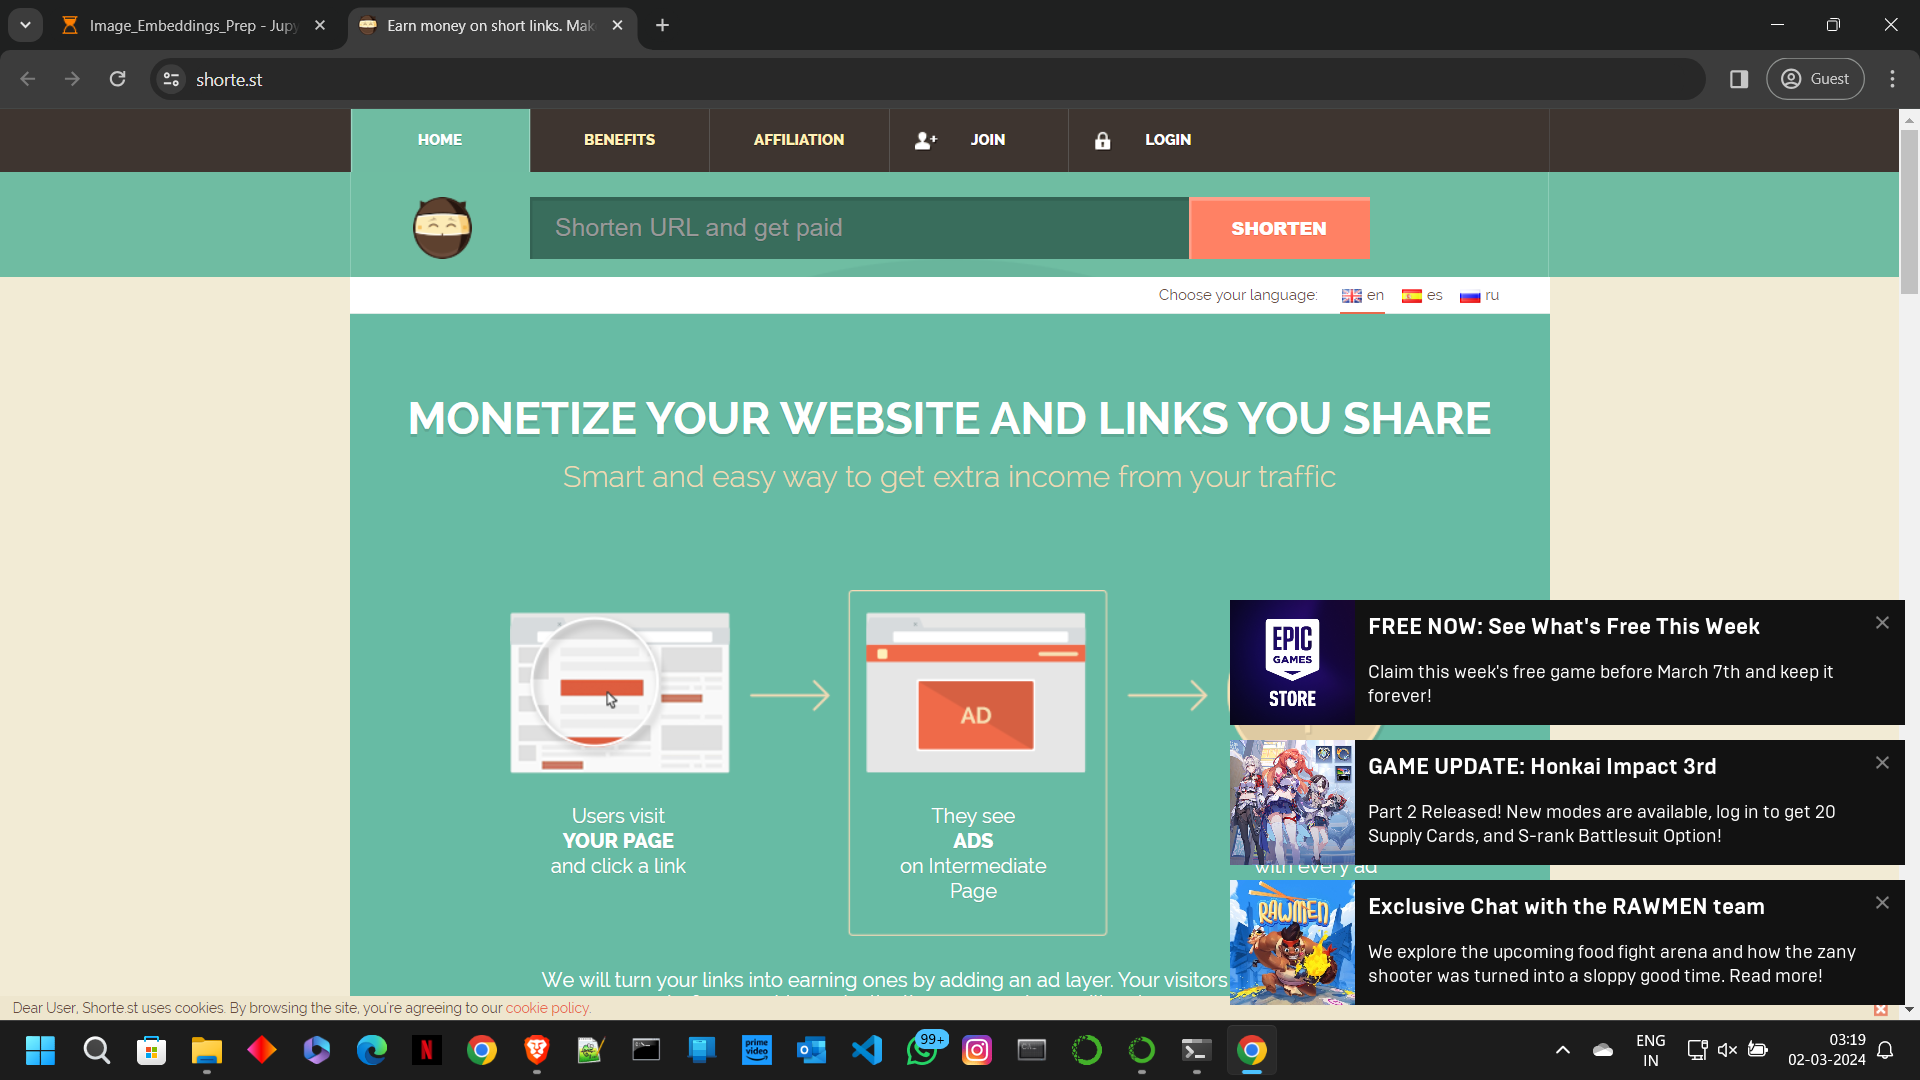 Image_Embeddings_Prep - Jupy
Earn money on short links. Mak
shorte.st
Guest
HOME
BENEFITS
AFFILIATION
JOIN
LOGIN
Shorten URL and get paid
SHORTEN
Choose your language:
en
es
ru
MONETIZE YOUR WEBSITE AND LINKS YOU SHARE
Smart and easy way to get extra income from your traffic
AD
Users visit
YOUR PAGE
and click a link
They see
ADS
on Intermediate
Page
with every ad
We will turn your links into earning ones by adding an ad layer. Your visitors
EPIC
GAMES
STORE
FREE NOW: See What's Free This Week
Claim this week's free game before March 7th and keep it
forever!
GAME UPDATE: Honkai Impact 3rd
Part 2 Released! New modes are available, log in to get 20
Supply Cards, and S-rank Battlesuit Option!
RAWMEN
Exclusive Chat with the RAWMEN team
We explore the upcoming food fight arena and how the zany
shooter was turned into a sloppy good time. Read more!
Dear User, Shorte.st uses cookies. By browsing the site, you're agreeing to our cookie policy.
N
prime
video
99+
ENG
IN
03:19
02-03-2024